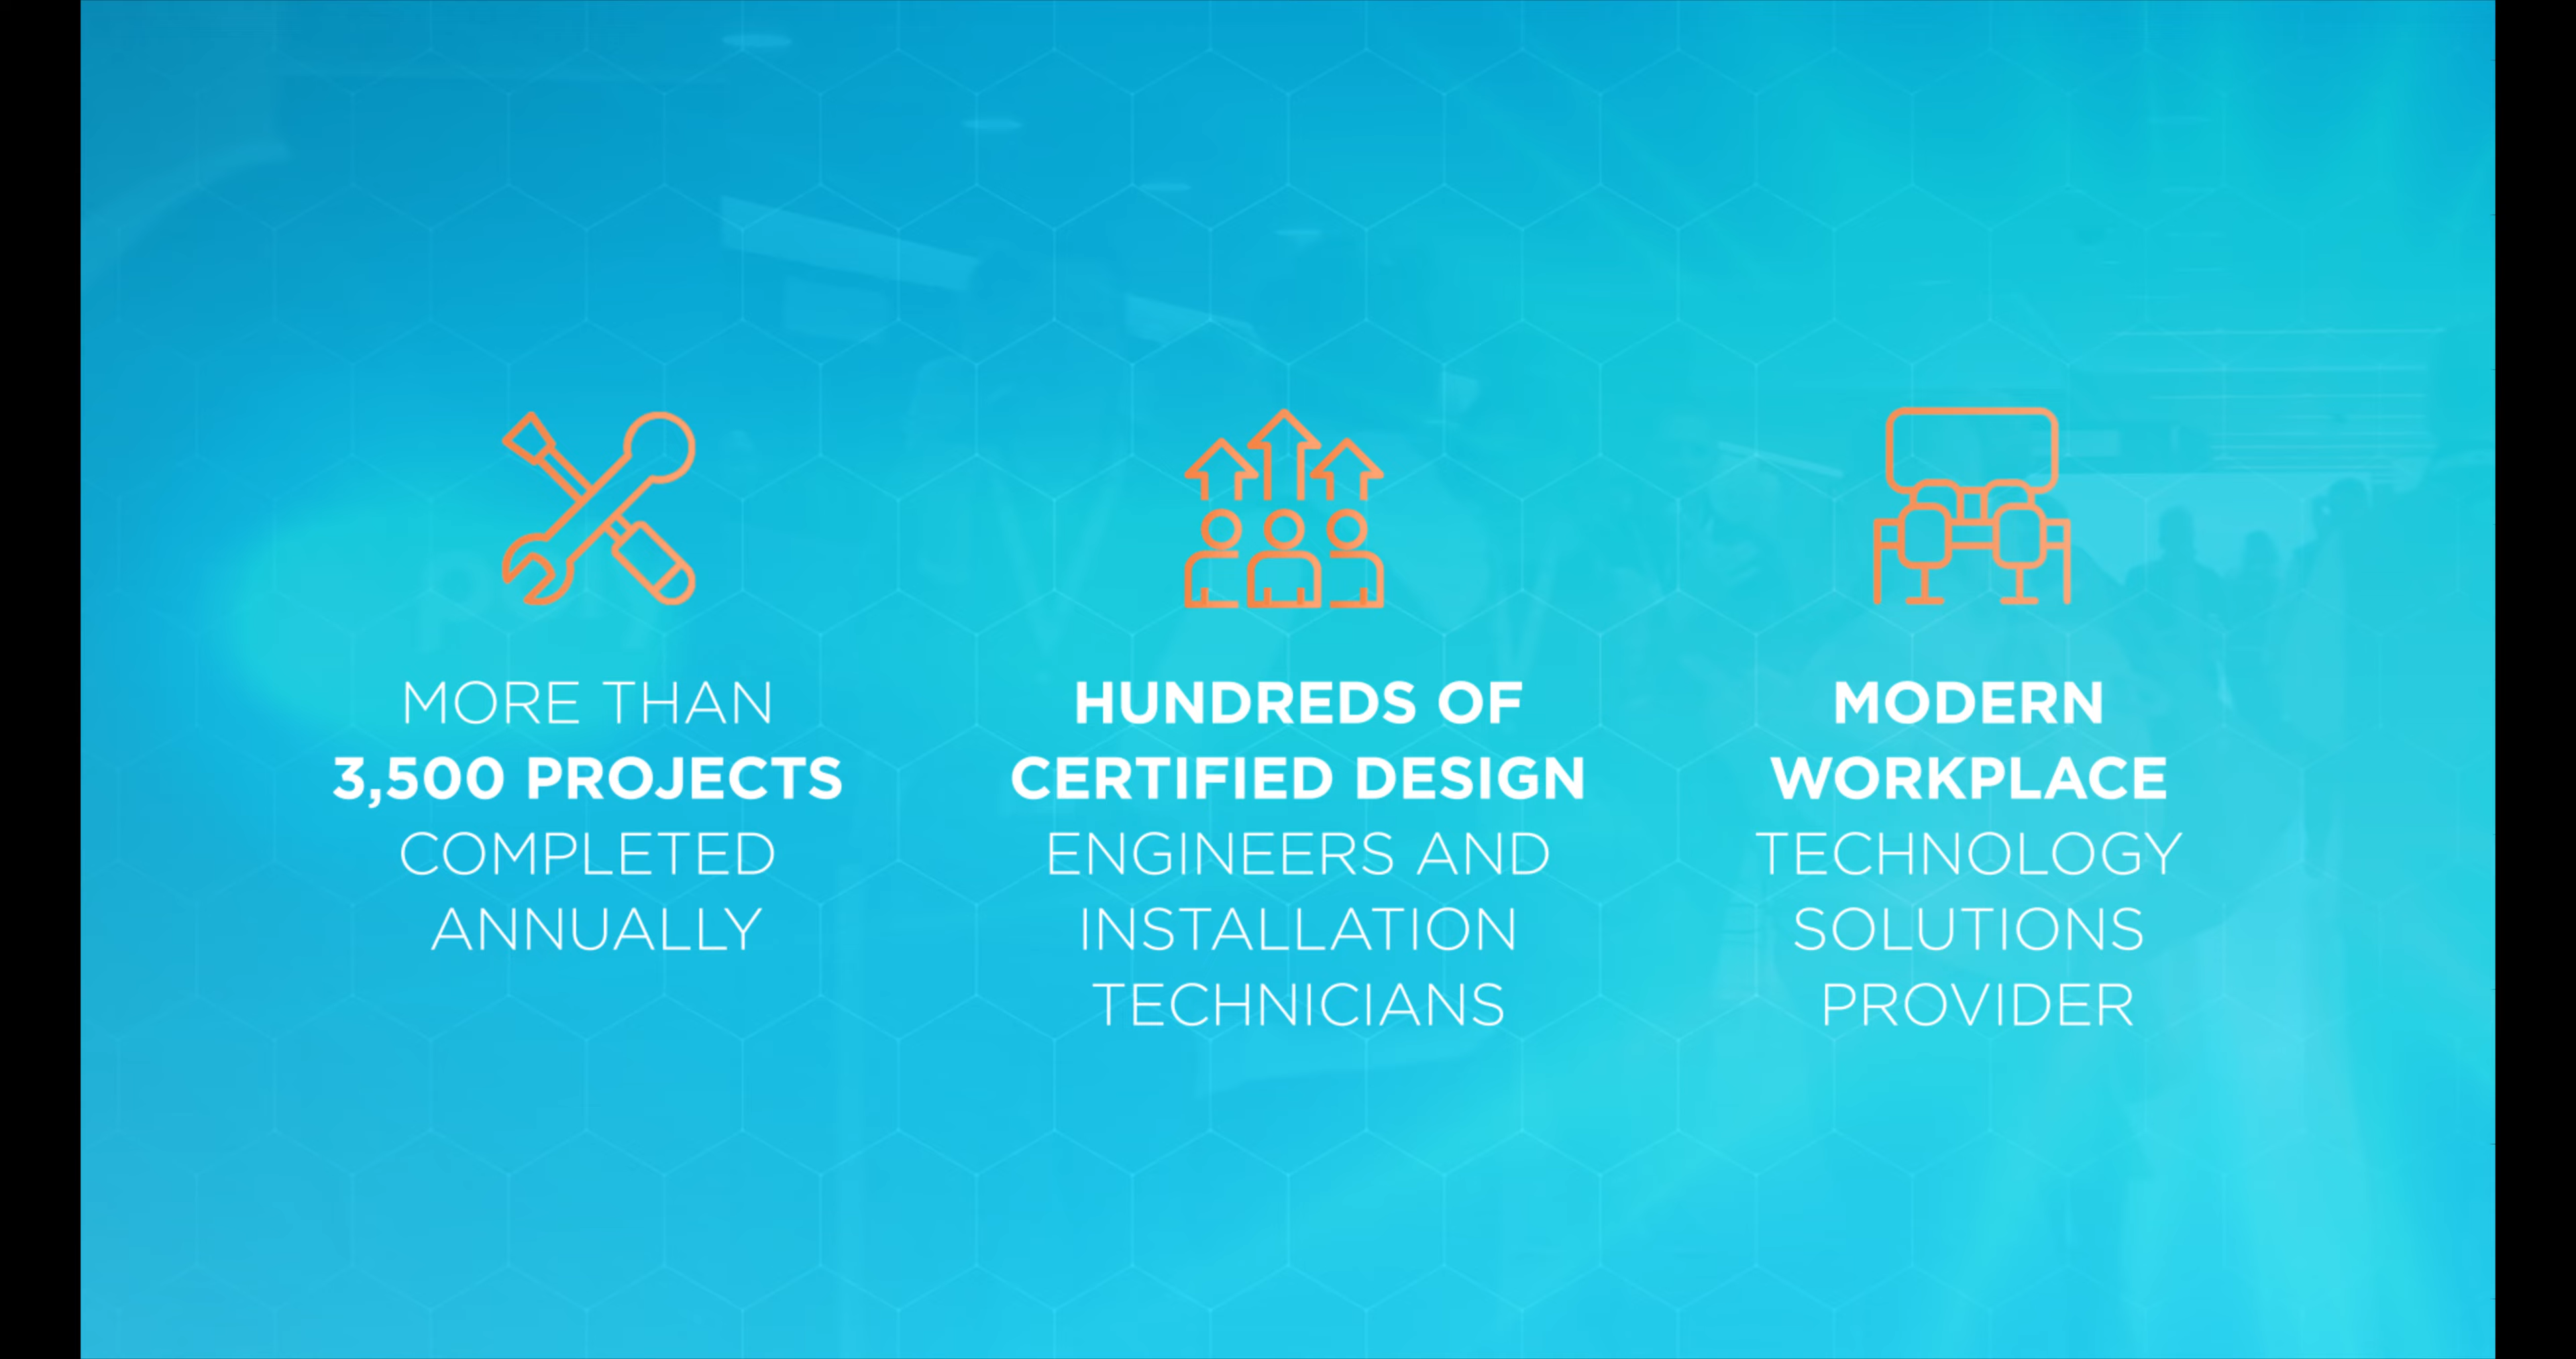 MORE THAN
3,500 PROJECTS
COMPLETED
ANNUALLY
HUNDREDS OF
CERTIFIED DESIGN
ENGINEERS AND
INSTALLATION
TECHNICIANS
MODERN
WORKPLACE
TECHNOLOGY
SOLUTIONS
PROVIDER